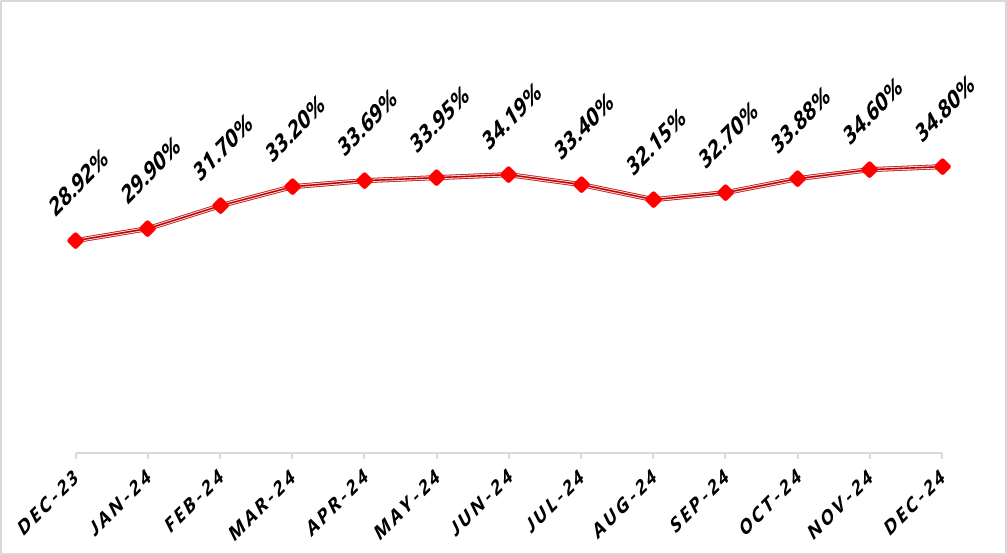 28.92%
29.90%
31.70%
33.20%
33.69%
33.95%
34.19%
33.40%
32.15%
32.70%
33.88%
34.60%
34.80%
DEC-23
JAN-24
FEB-24
MAR-24
APR-24
MAY-24
JUN-24
JUL-24
AUG-24
SEP-24
OCT-24
NOV-24
DEC-24